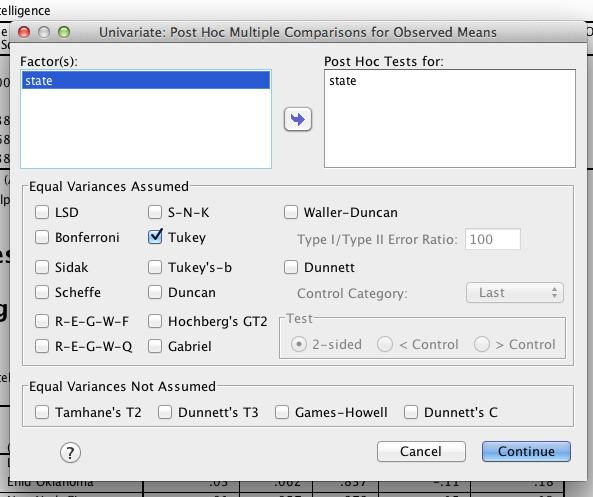 telligence
Univariate: Post Hoc Multiple Comparisons for Observed Means
Factor(s):
state
Post Hoc Tests for:
state
Equal Variances Assumed
LSD S-N-K Waller-Duncan
Bonferroni Tukey Type I/Type II Error Ratio: 100
Sidak Tukey's-b Dunnett
Scheffe Duncan Control Category: Last
R-E-G-W-F Hochberg's GT2 Test
R-E-G-W-Q Gabriel 2-sided < Control > Control
Equal Variances Not Assumed
Tamhane's T2 Dunnett's T3 Games-Howell Dunnett's C
? Cancel Continue
Enid Oklahoma .05 .062 .837 -.11 .18